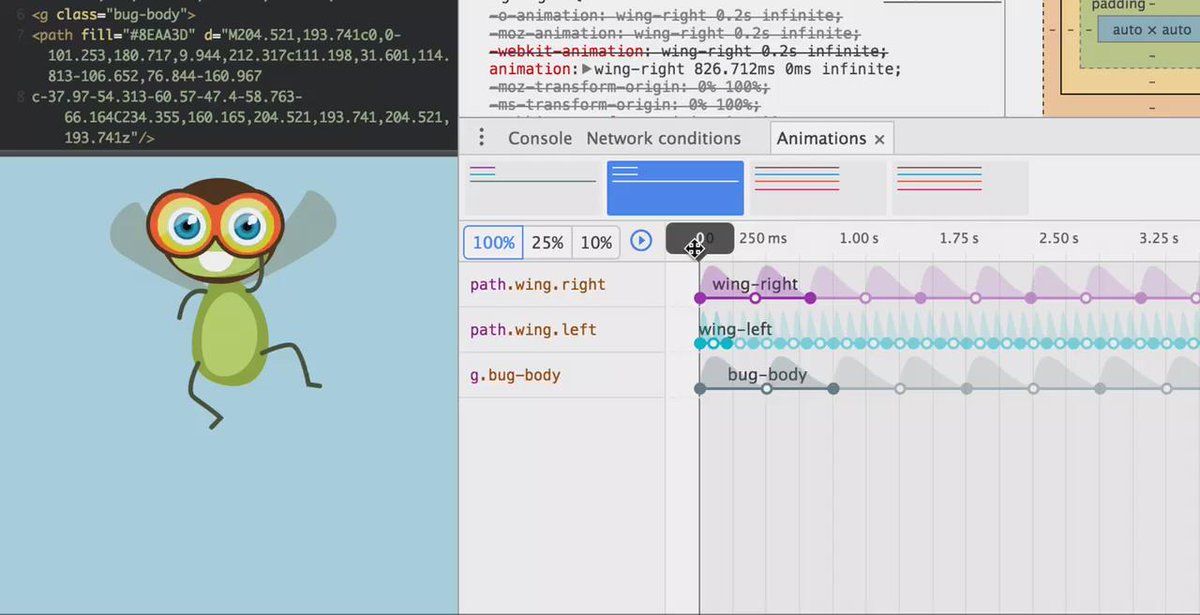 6 <g class="bug-body">
7 <path fill="#8EAA3D" d="M204.521,193.741c0,0-
101.253,180.717,9.944,212.317c111.198,31.601,114.
813-106.652,76.844-160.967
8 c-37.97-54.313-60.57-47.4-58.763-
66.164C234.355,160.165,204.521,193.741,204.521,
193.741z"/>
-o-animation: wing-right 0.2s infinite;
-moz-animation: wing-right 0.2s infinite;
-webkit-animation: wing-right 0.2s infinite;
animation:▶wing-right 826.712ms 0ms infinite;
-moz-transform-origin: 0% 100%;
-ms-transform-origin: 0% 100%;
padding -
auto × auto
Console Network conditions Animations ×
100% 25% 10% 250 ms 1.00 s 1.75 s 2.50 s 3.25 s
path.wing.right wing-right
path.wing.left wing-left
g.bug-body bug-body